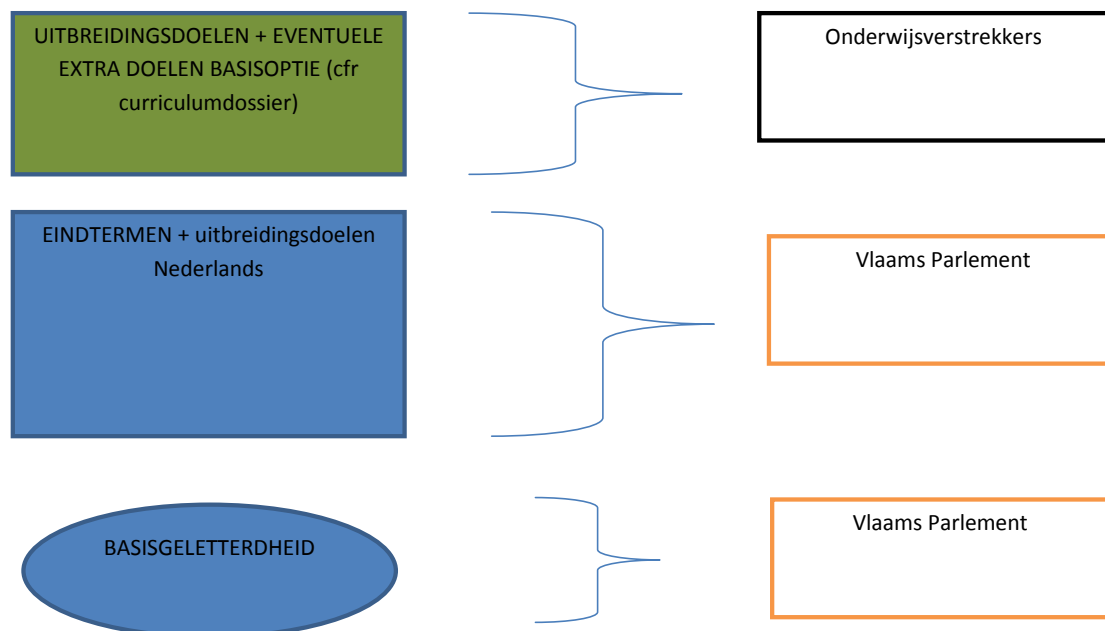 UITBREIDINGSDOELEN + EVENTUELE
EXTRA DOELEN BASISOPTIE (cfr
curriculumdossier)
Onderwijsverstrekkers
EINDTERMEN + uitbreidingsdoelen
Nederlands
Vlaams Parlement
BASISGELETTERDHEID
Vlaams Parlement